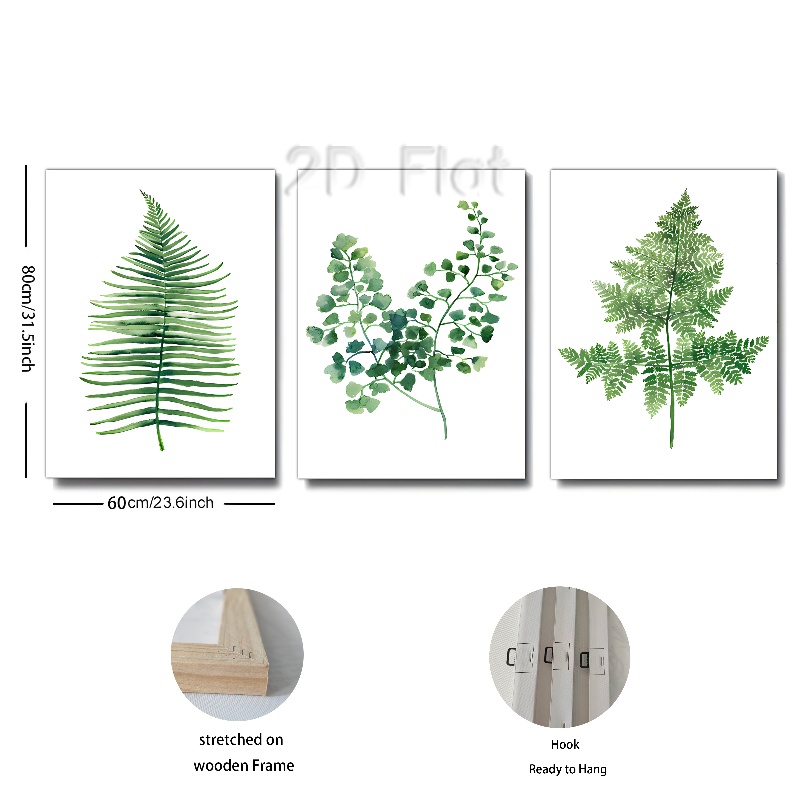 2D Flat
80cm/31.5inch
60cm/23.6inch
stretched on
wooden Frame
Hook
Ready to Hang